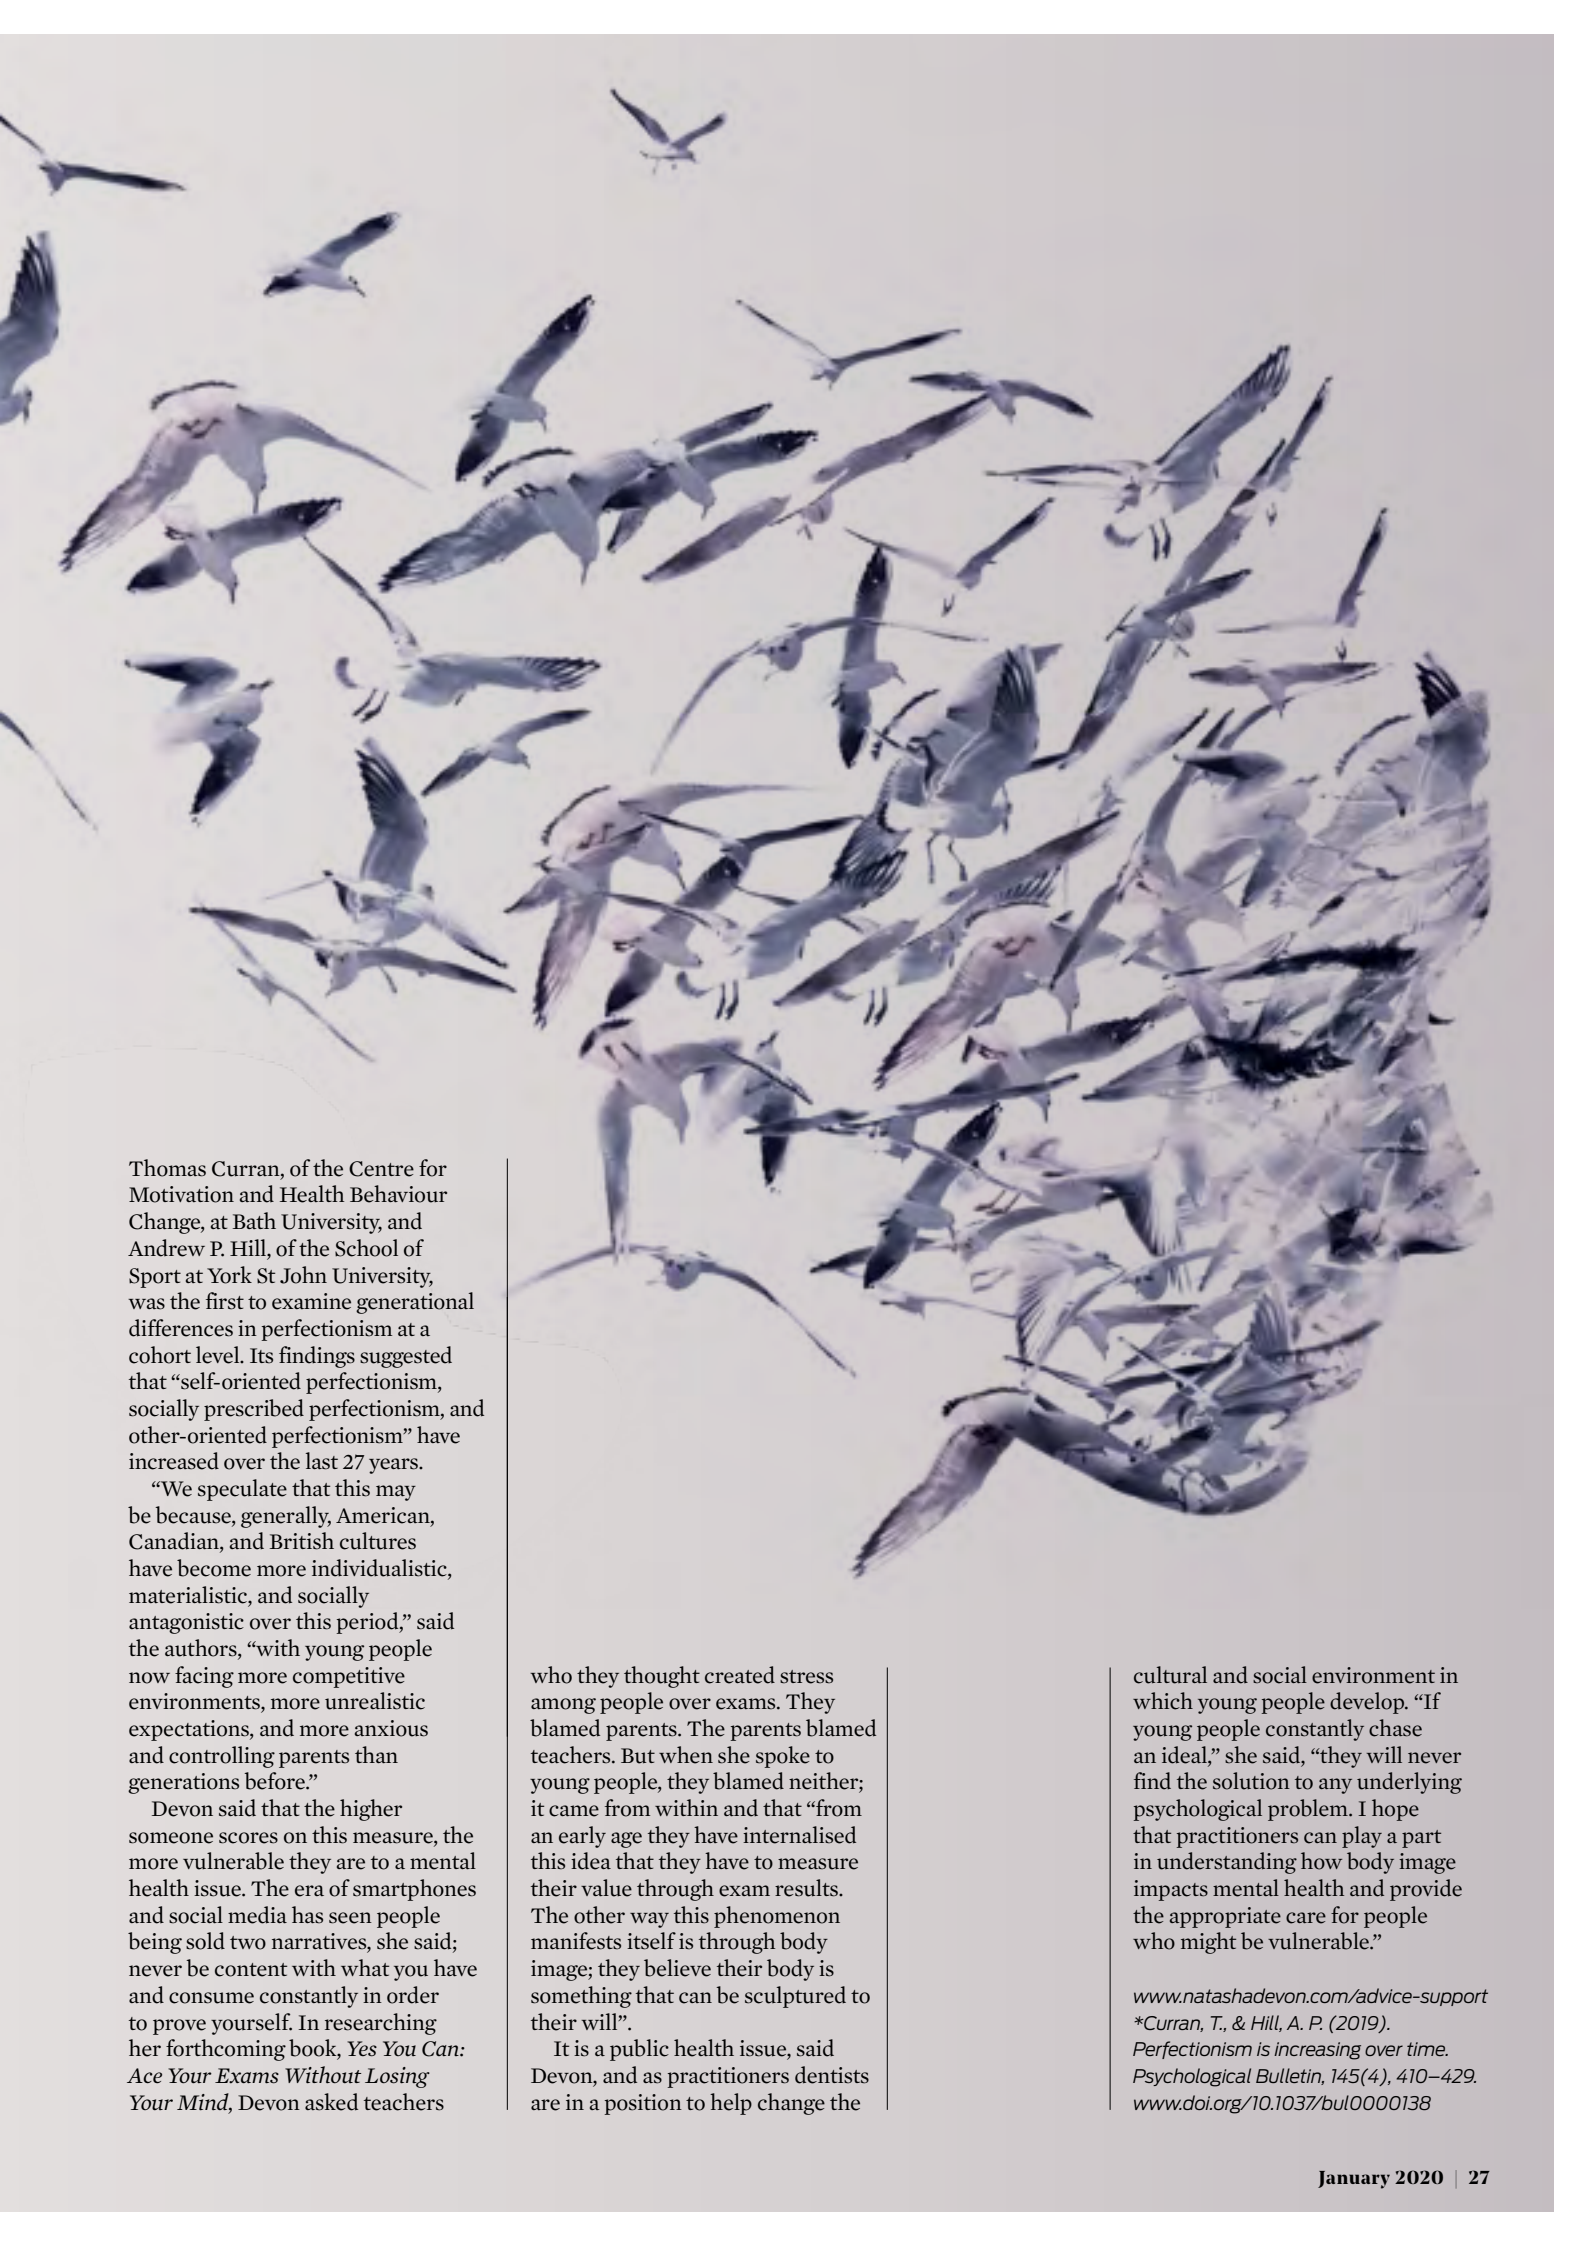 Thomas Curran, of the Centre for
Motivation and Health Behaviour
Change, at Bath University, and
Andrew P. Hill, of the School of
Sport at York St John University,
was the first to examine generational
differences in perfectionism at a
cohort level. Its findings suggested
that “self-oriented perfectionism,
socially prescribed perfectionism, and
other-oriented perfectionism” have
increased over the last 27 years.
“We speculate that this may
be because, generally, American,
Canadian, and British cultures
have become more individualistic,
materialistic, and socially
antagonistic over this period,” said
the authors, “with young people
now facing more competitive
environments, more unrealistic
expectations, and more anxious
and controlling parents than
generations before.”
Devon said that the higher
someone scores on this measure, the
more vulnerable they are to a mental
health issue. The era of smartphones
and social media has seen people
being sold two narratives, she said;
never be content with what you have
and consume constantly in order
to prove yourself. In researching
her forthcoming book, Yes You Can:
Ace Your Exams Without Losing
Your Mind, Devon asked teachers
who they thought created stress
among people over exams. They
blamed parents. The parents blamed
teachers. But when she spoke to
young people, they blamed neither;
it came from within and that “from
an early age they have internalised
this idea that they have to measure
their value through exam results.
The other way this phenomenon
manifests itself is through body
image; they believe their body is
something that can be sculptured to
their will”.
It is a public health issue, said
Devon, and as practitioners dentists
are in a position to help change the
cultural and social environment in
which young people develop. “If
young people constantly chase
an ideal,” she said, “they will never
find the solution to any underlying
psychological problem. I hope
that practitioners can play a part
in understanding how body image
impacts mental health and provide
the appropriate care for people
who might be vulnerable.”
www.natashadevon.com/advice-support
*Curran, T., & Hill, A. P. (2019).
Perfectionism is increasing over time.
Psychological Bulletin, 145(4), 410–429.
www.doi.org/10.1037/bul0000138
January 2020 | 27